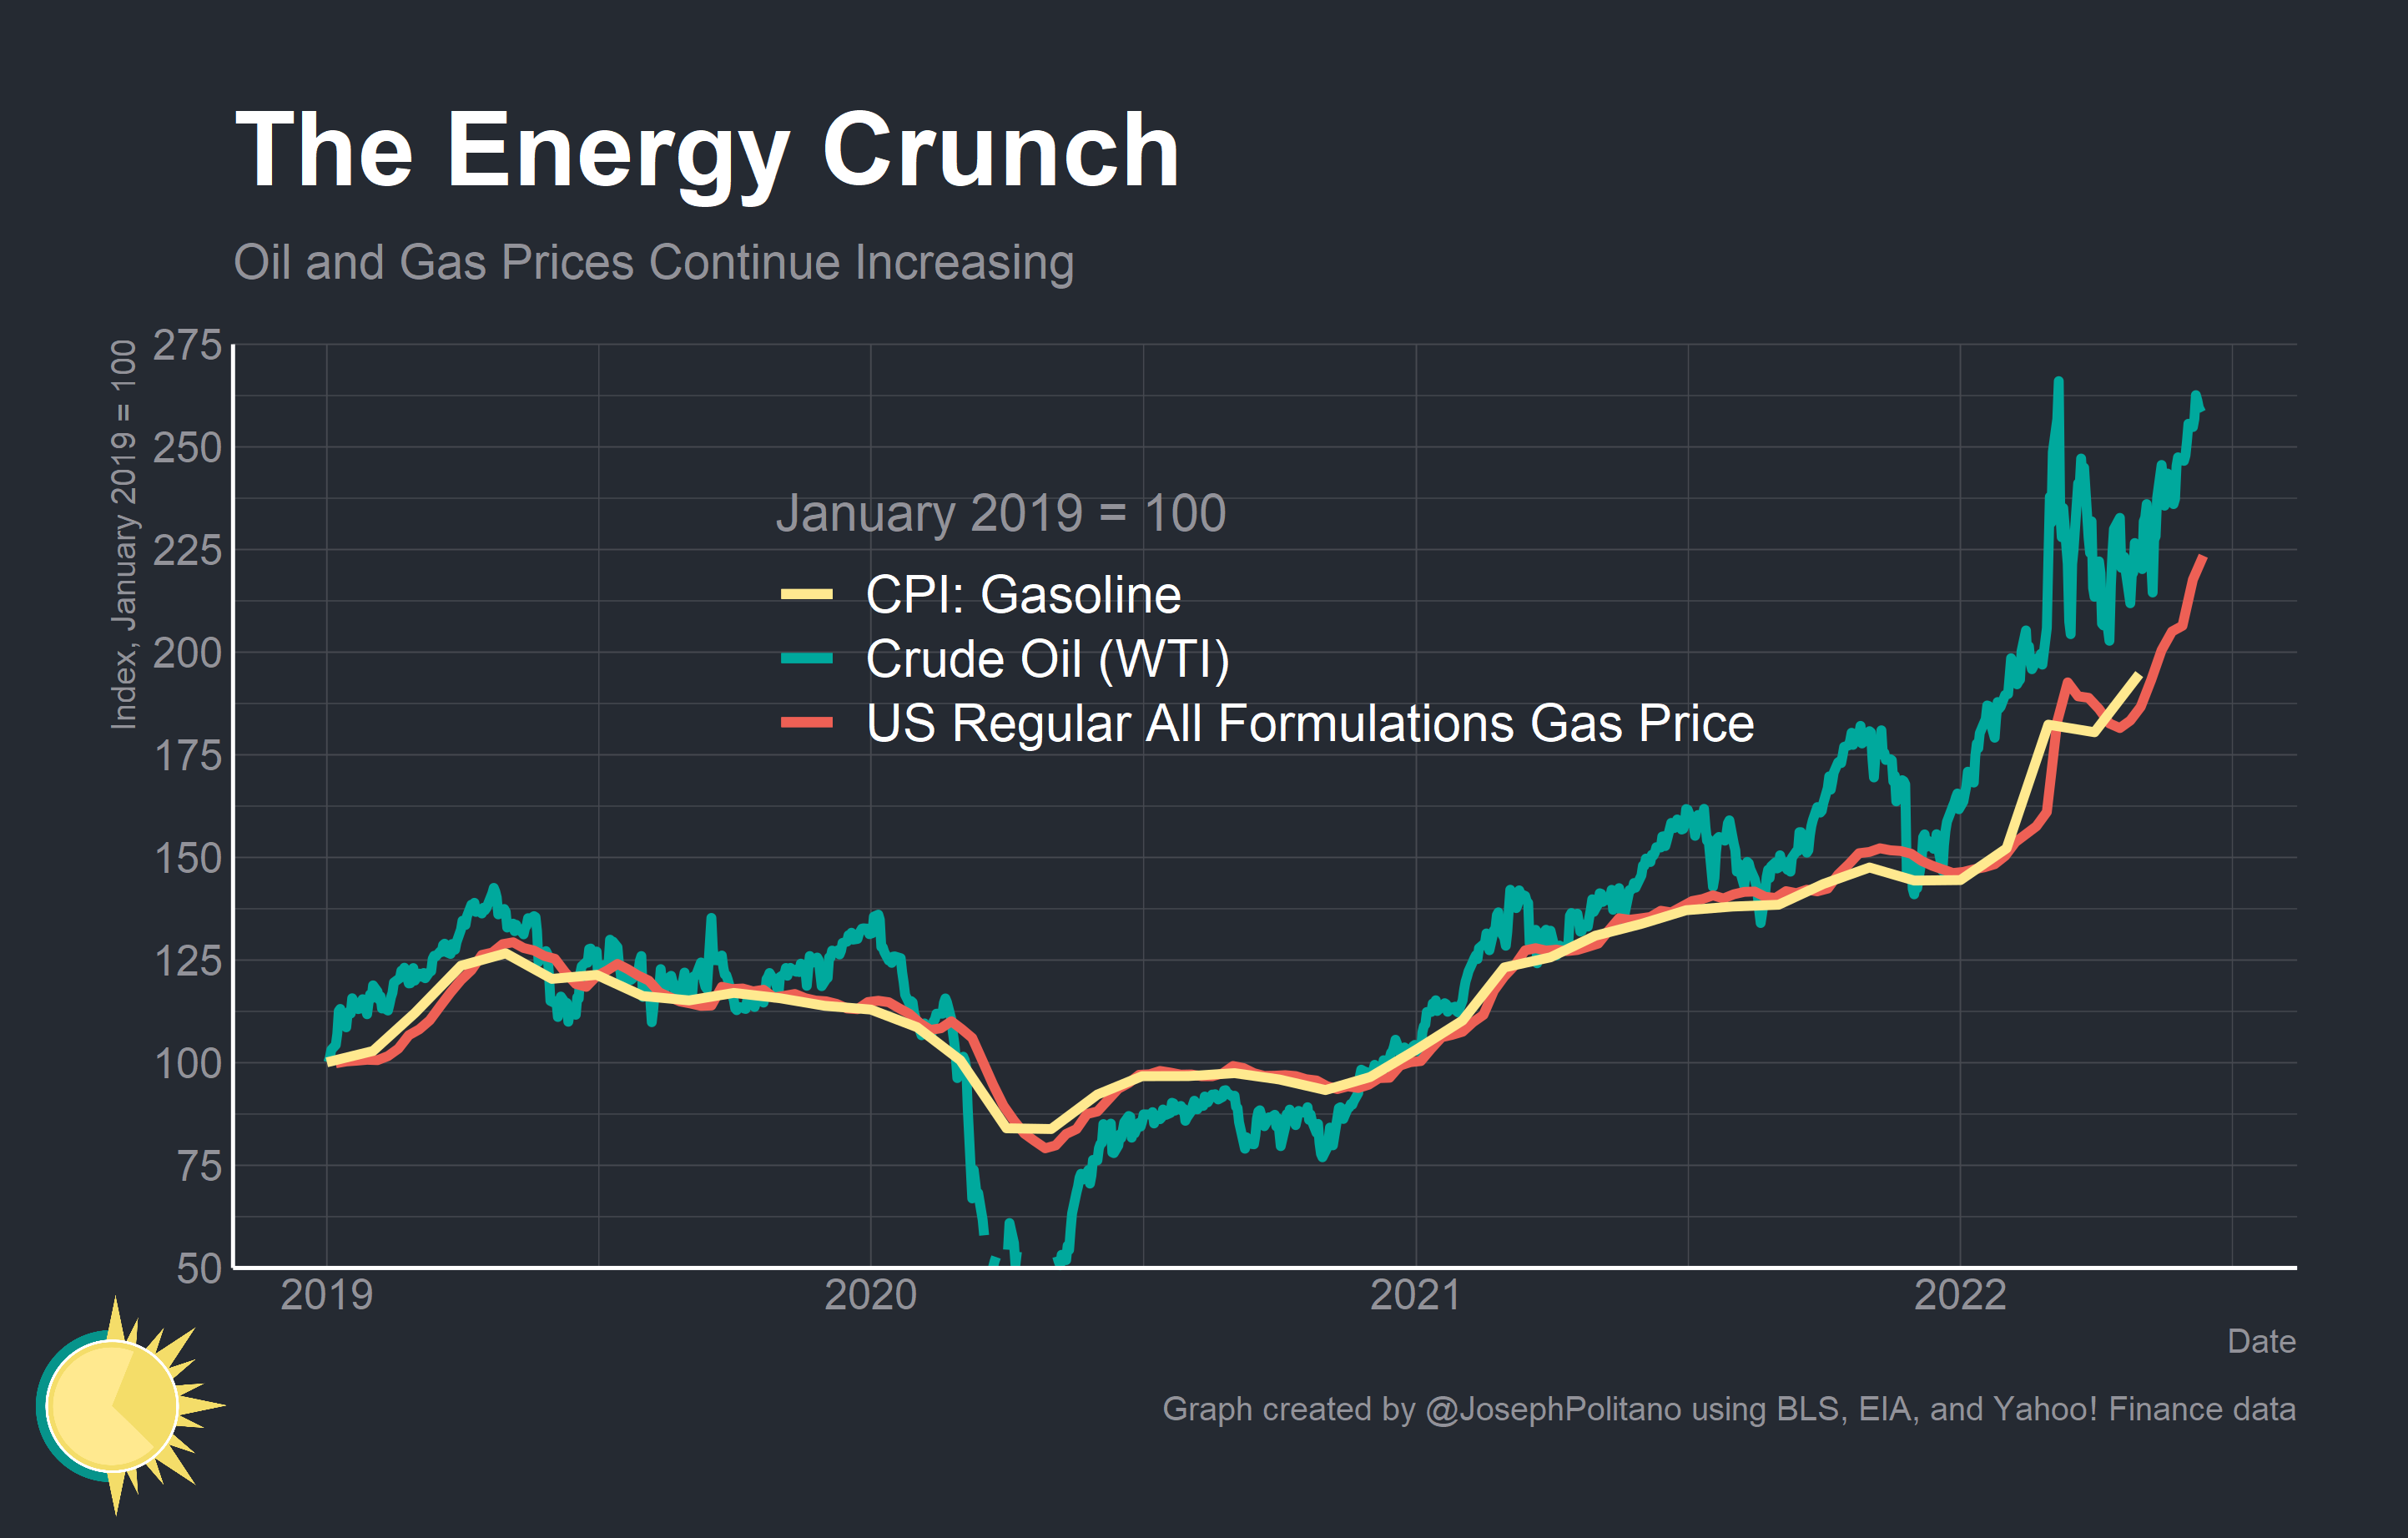 The Energy Crunch
Oil and Gas Prices Continue Increasing
Index, January 2019 = 100
275
250
225
200
175
150
125
100
75
50
January 2019 = 100
CPI: Gasoline
Crude Oil (WTI)
US Regular All Formulations Gas Price
2019 2020 2021 2022
Date
Graph created by @JosephPolitano using BLS, EIA, and Yahoo! Finance data